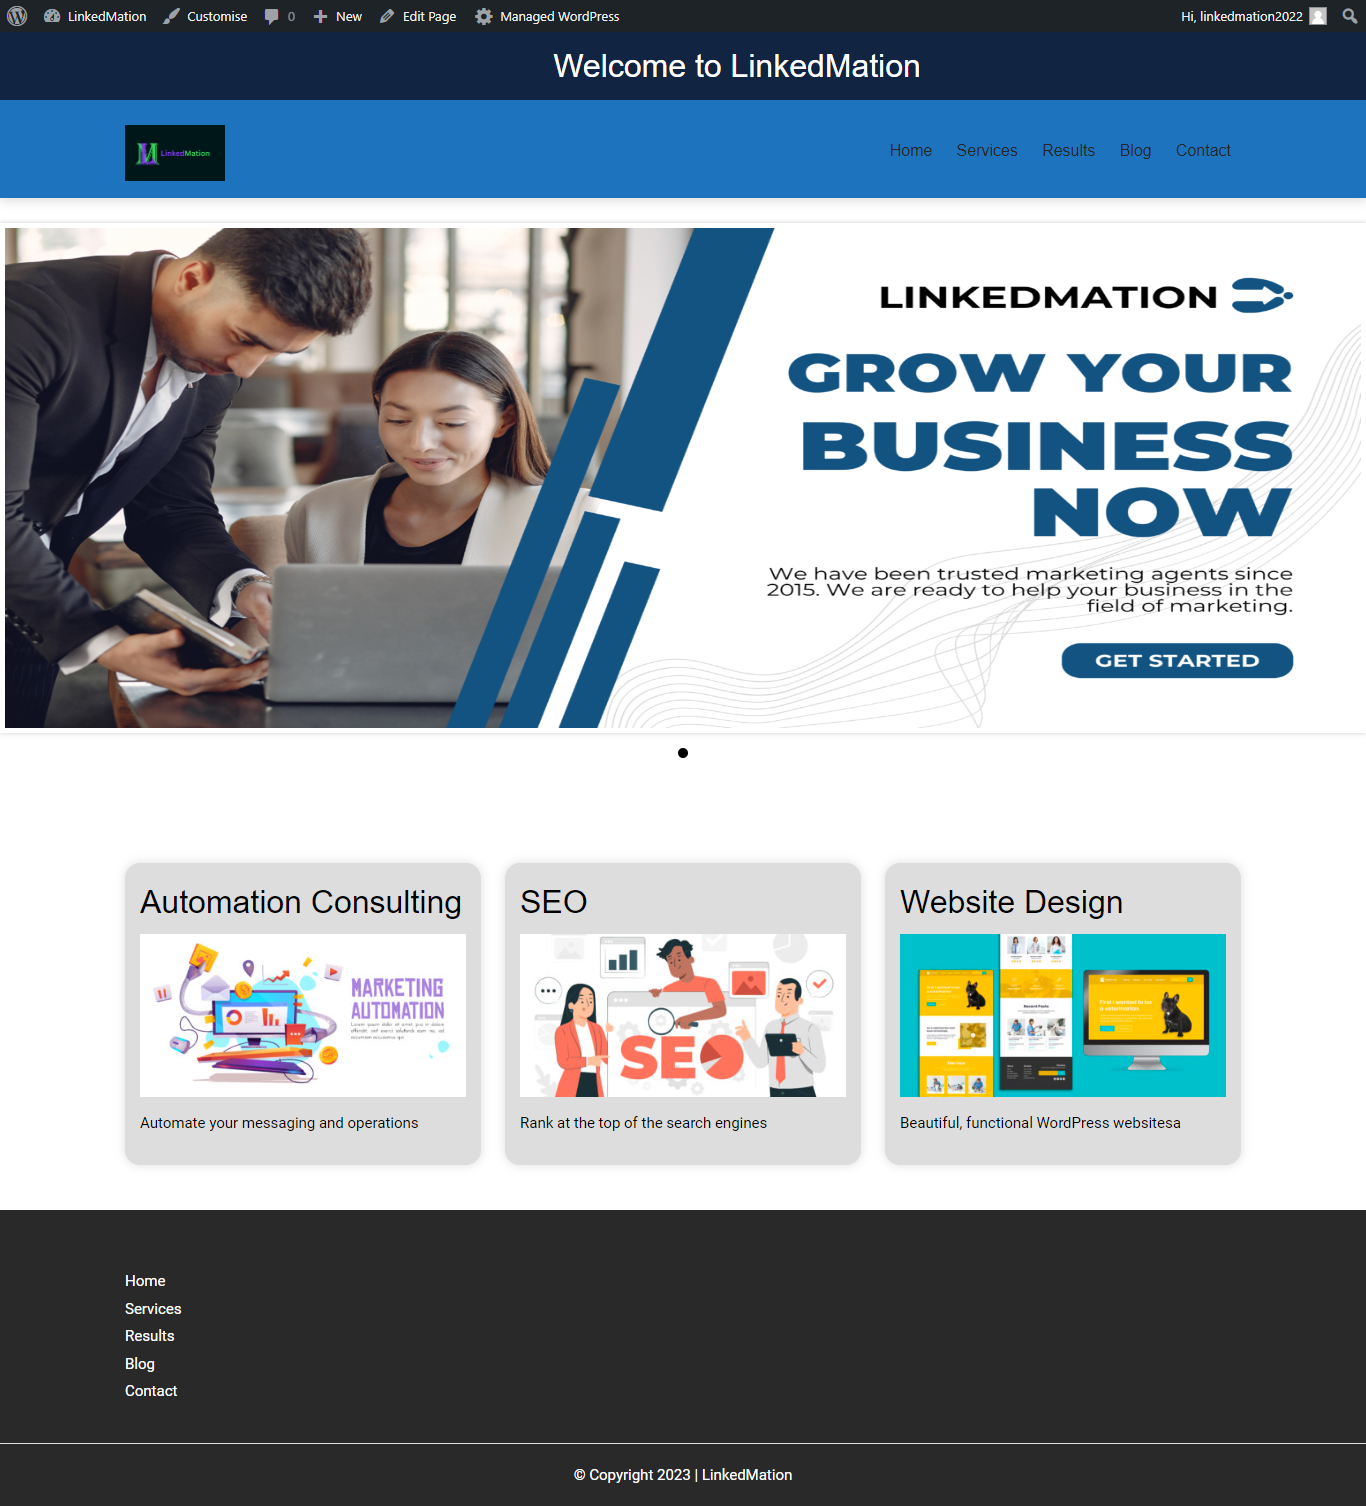 LinkedMation Customise 0 New Edit Page Managed WordPress Hi, linkedmation2022
Welcome to LinkedMation
LinkedMation
Home Services Results Blog Contact
LINKEDMATION
GROW YOUR
BUSINESS
NOW
We have been trusted marketing agents since
2015. We are ready to help your business in the
field of marketing.
GET STARTED
Automation Consulting
MARKETING
AUTOMATION
Automate your messaging and operations
SEO
SEO
Rank at the top of the search engines
Website Design
Beautiful, functional WordPress websitesa
Home
Services
Results
Blog
Contact
© Copyright 2023 | LinkedMation